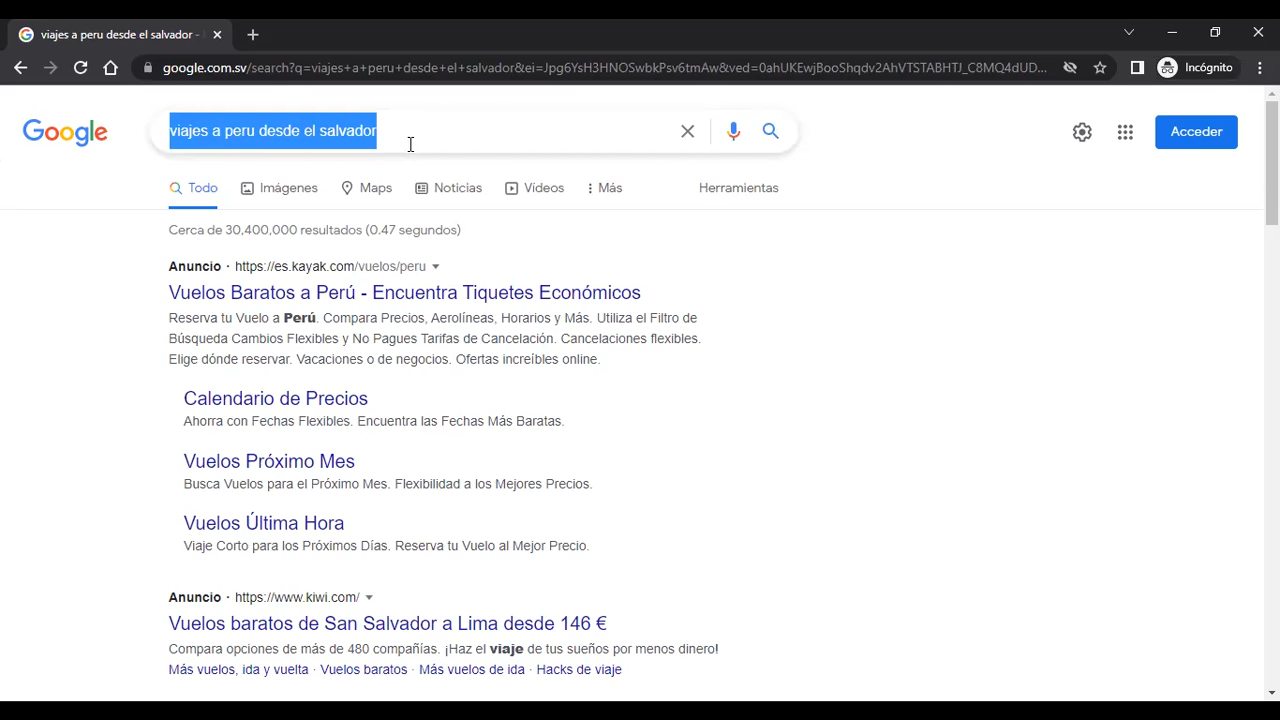 viajes a peru desde el salvador -
google.com.sv/search?q=viajes+a+peru+desde+el+salvador&ei=Jpg6YsH3HNOSwbkPsv6tmAw&ved=0ahUKEwjBooShqdv2AhVTSTABHTJ_C8MQ4dUD...
Incógnito
Google
viajes a peru desde el salvador
Acceder
Todo
Imágenes
Maps
Noticias
Vídeos
Más
Herramientas
Cerca de 30,400,000 resultados (0.47 segundos)
Anuncio · https://es.kayak.com/vuelos/peru
Vuelos Baratos a Perú - Encuentra Tiquetes Económicos
Reserva tu Vuelo a Perú. Compara Precios, Aerolíneas, Horarios y Más. Utiliza el Filtro de
Búsqueda Cambios Flexibles y No Pagues Tarifas de Cancelación. Cancelaciones flexibles.
Elige dónde reservar. Vacaciones o de negocios. Ofertas increíbles online.
Calendario de Precios
Ahorra con Fechas Flexibles. Encuentra las Fechas Más Baratas.
Vuelos Próximo Mes
Busca Vuelos para el Próximo Mes. Flexibilidad a los Mejores Precios.
Vuelos Última Hora
Viaje Corto para los Próximos Días. Reserva tu Vuelo al Mejor Precio.
Anuncio · https://www.kiwi.com/
Vuelos baratos de San Salvador a Lima desde 146 €
Compara opciones de más de 480 compañías. ¡Haz el viaje de tus sueños por menos dinero!
Más vuelos, ida y vuelta · Vuelos baratos · Más vuelos de ida · Hacks de viaje